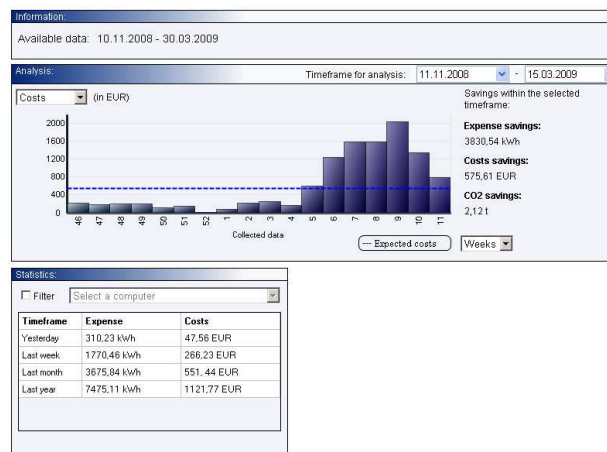 Information:
Available data: 10.11.2008 - 30.03.2009
Analysis:
Timeframe for analysis: 11.11.2008 - 15.03.2009
Costs (in EUR)
Savings within the selected
timeframe:
Expense savings:
3830,54 kWh
Costs savings:
575,61 EUR
CO2 savings:
2,12 t
2000
1600
1200
800
400
0
46 47 48 49 50 51 52 1 2 3 4 5 6 7 8 9 10 11
Collected data
--- Expected costs
Weeks
Statistics:
Filter Select a computer
Timeframe Expense Costs
Yesterday 310,23 kWh 47,56 EUR
Last week 1770,46 kWh 266,23 EUR
Last month 3675,84 kWh 551, 44 EUR
Last year 7475,11 kWh 1121,77 EUR